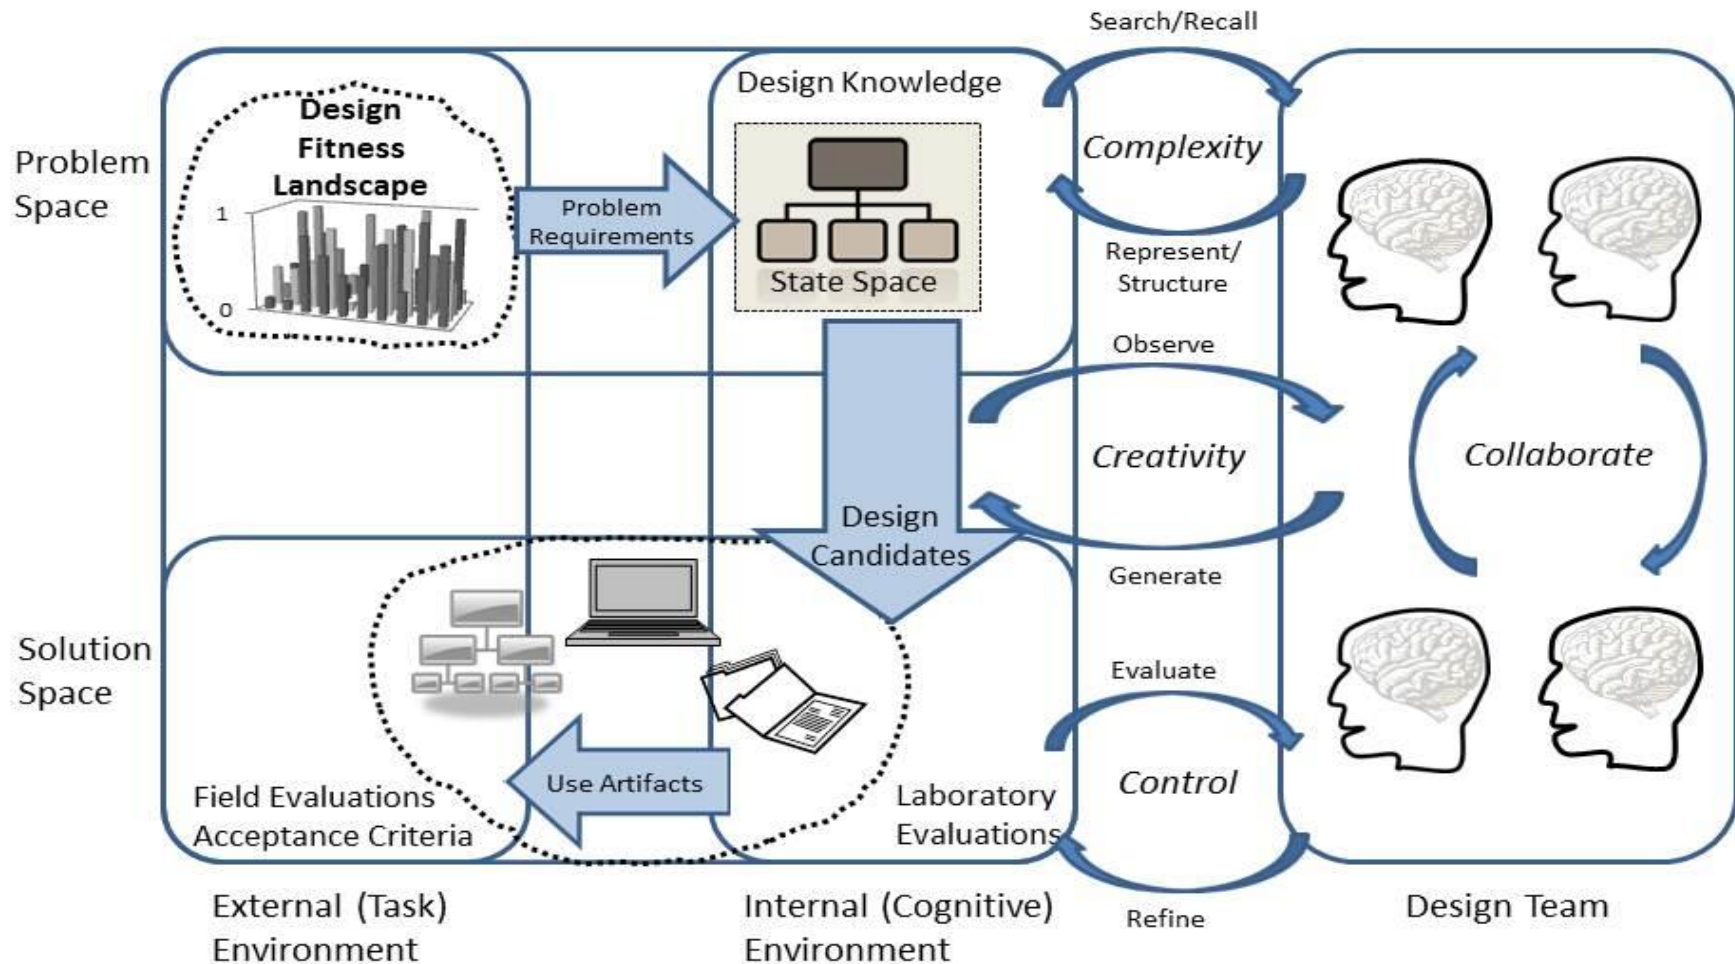 Search/Recall
Design Knowledge
Design
Fitness
Landscape
Complexity
Problem
Space
1
0
Problem
Requirements
State Space
Represent/
Structure
Observe
Creativity
Collaborate
Design
Candidates
Generate
Solution
Space
Evaluate
Use Artifacts
Control
Field Evaluations
Acceptance Criteria
Laboratory
Evaluations
External (Task)
Environment
Internal (Cognitive)
Environment
Refine
Design Team